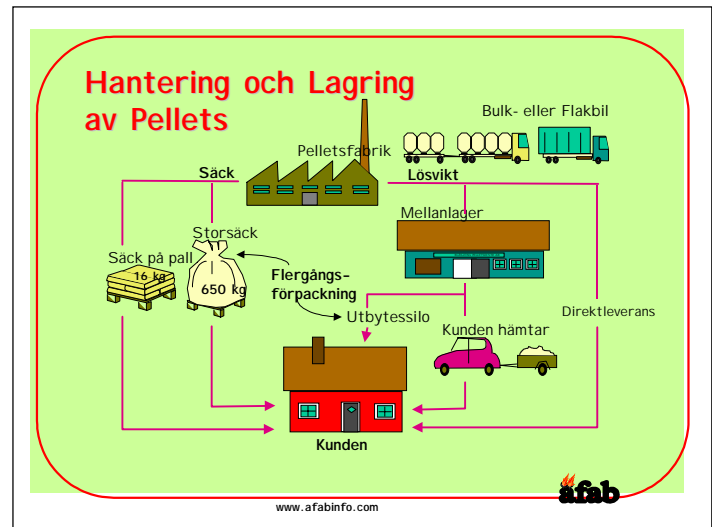 Hantering och Lagring
av Pellets
Bulk- eller Flakbil
Pelletsfabrik
Säck
Lösvikt
Mellanlager
Storsäck
Säck på pall
16 kg
650 kg
Flergångs-
förpackning
Utbytessilo
Direktleverans
Kunden hämtar
Kunden
afab
www.afabinfo.com